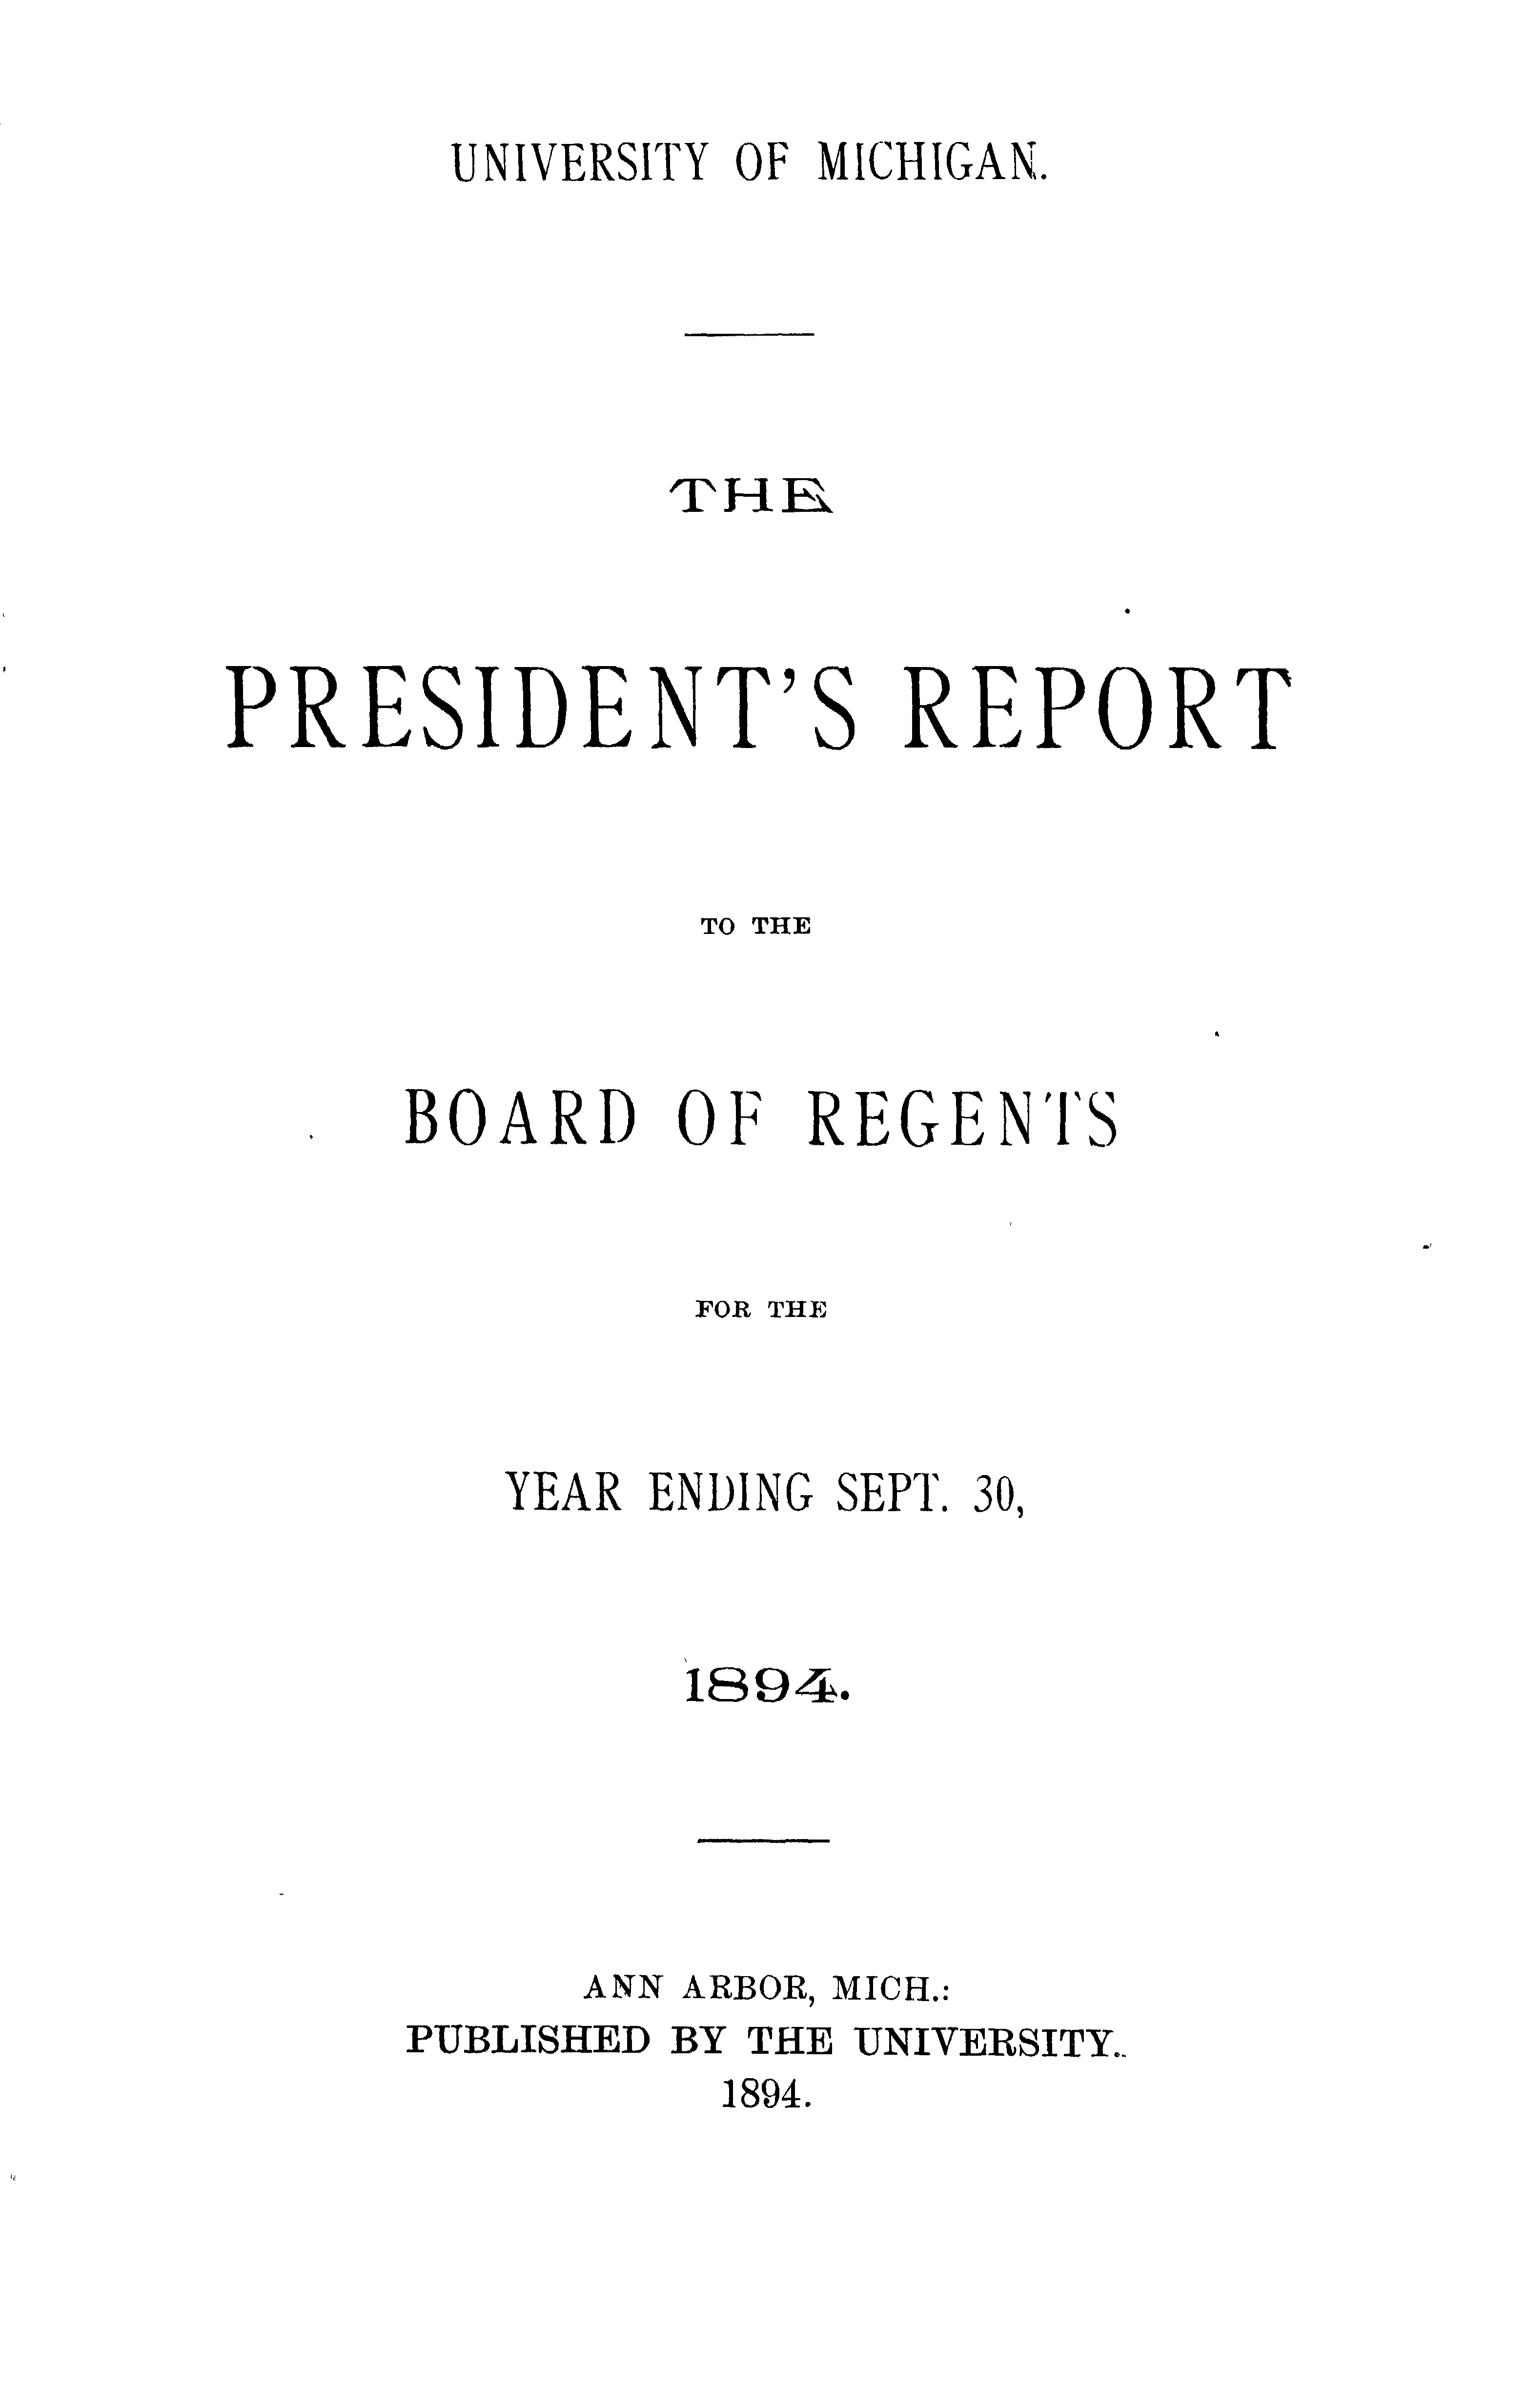 UNIVERSITY OF MICHIGAN.
THE
PRESIDENT'S REPORT
TO THE
BOARD OF REGENTS
FOR THE
YEAR ENDING SEPT. 30,
1894.
ANN ARBOR, MICH.:
PUBLISHED BY THE UNIVERSITY.
1894.